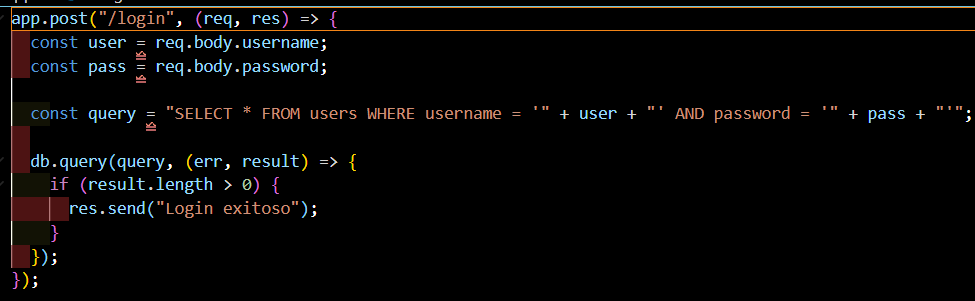 app.post("/login", (req, res) => {
  const user = req.body.username;
  const pass = req.body.password;

  const query = "SELECT * FROM users WHERE username = '" + user + "' AND password = '" + pass + "'";

  db.query(query, (err, result) => {
    if (result.length > 0) {
      res.send("Login exitoso");
    }
  });
});